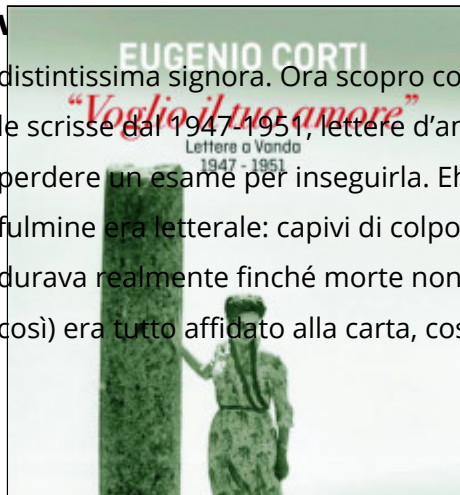 EUGENIO CORTI
distintissima signora. Ora scopro co
“Voglio il tuo amore”
le scrisse dal 1947-1951, lettere d’a
Lettere a Vanda
1947 - 1951
perdere un esame per inseguirla. Eh
fulmine era letterale: capivi di colpo
durava realmente finché morte non
così) era tutto affidato alla carta, cos